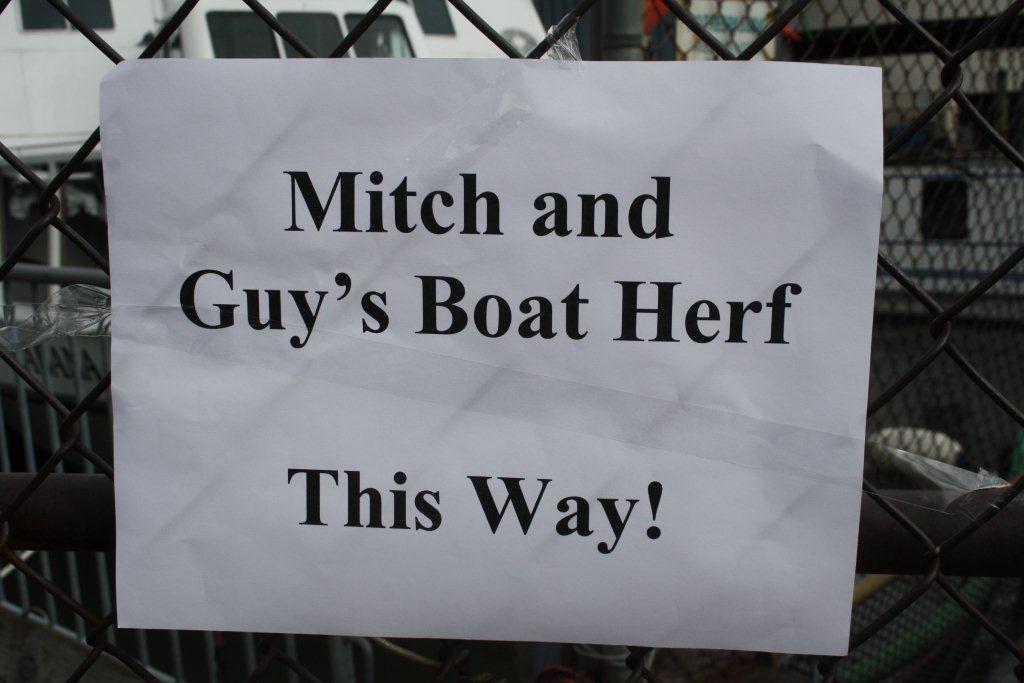 Mitch and
Guy's Boat Herf
This Way!